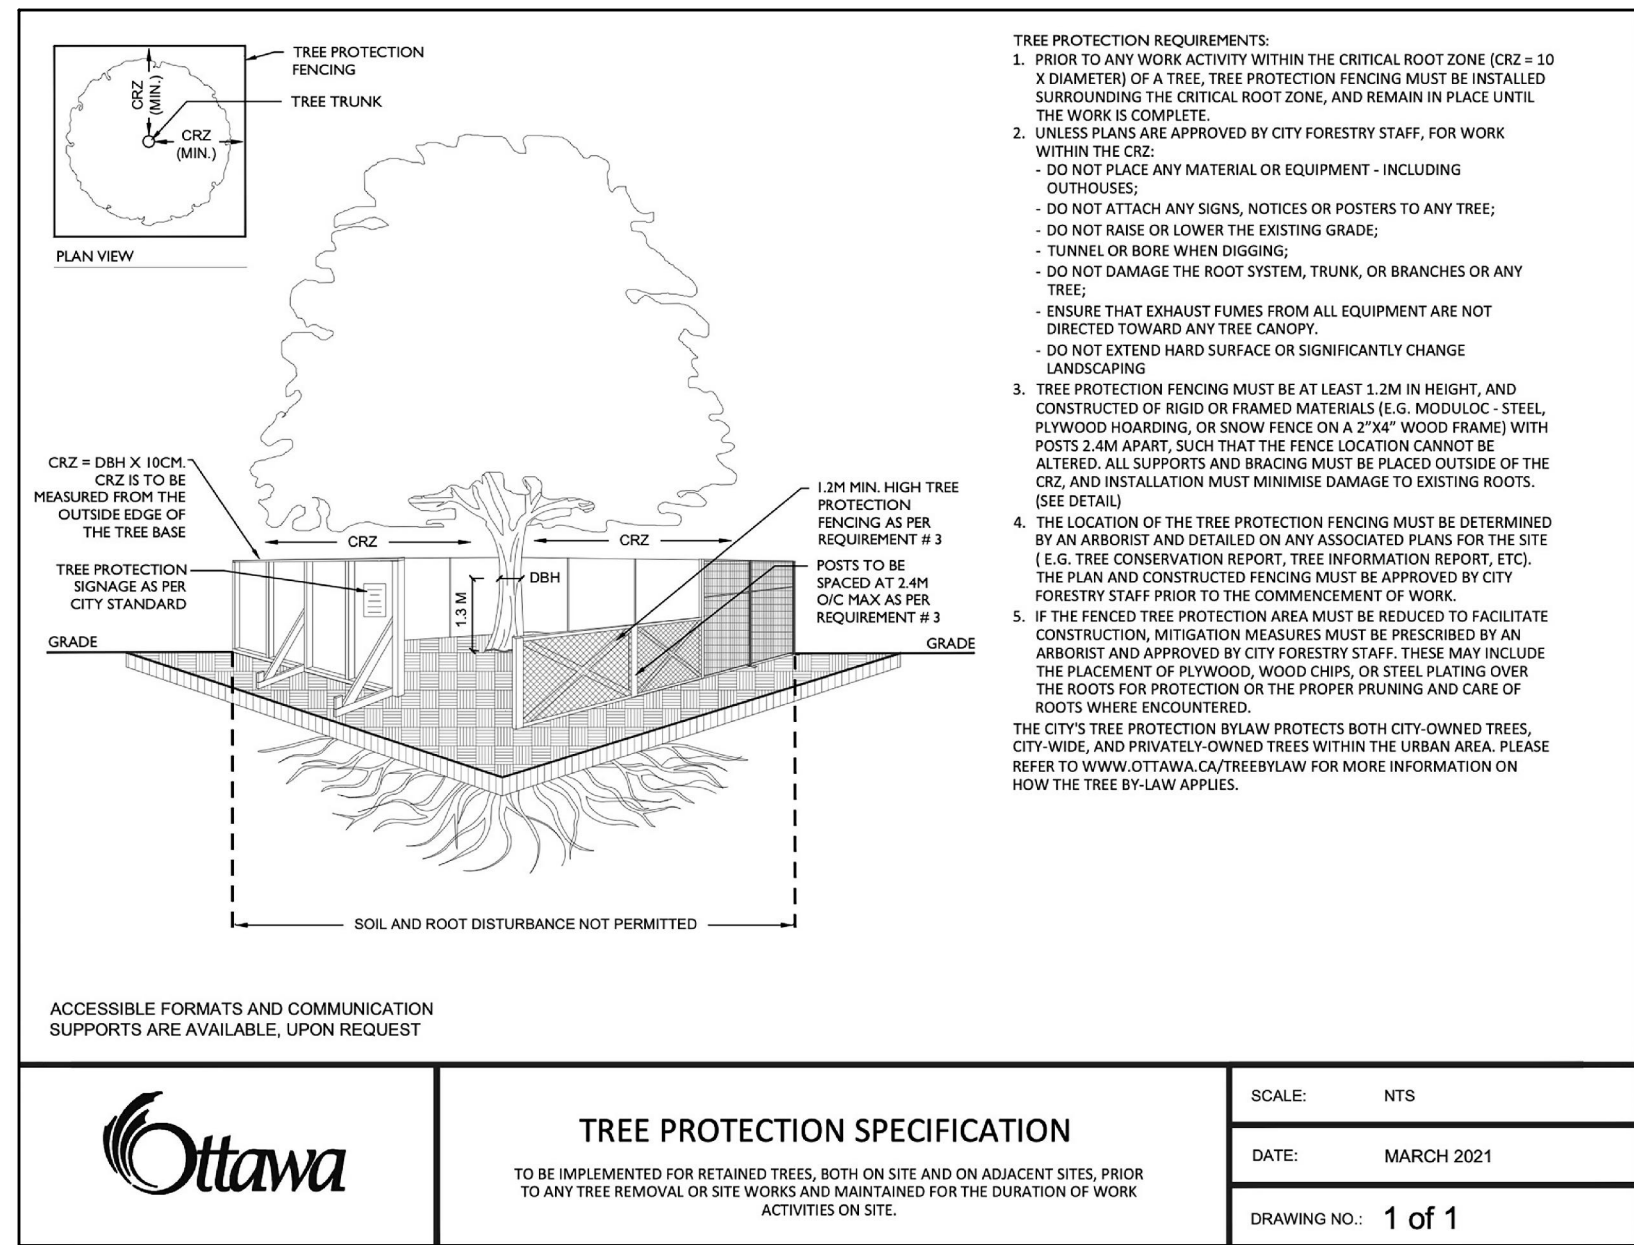 TREE PROTECTION
FENCING
TREE TRUNK
CRZ
(MIN.)
CRZ
(MIN.)
PLAN VIEW
CRZ = DBH X 10CM.
CRZ IS TO BE
MEASURED FROM THE
OUTSIDE EDGE OF
THE TREE BASE
TREE PROTECTION
SIGNAGE AS PER
CITY STANDARD
GRADE
CRZ
CRZ
DBH
1.3 M
1.2M MIN. HIGH TREE
PROTECTION
FENCING AS PER
REQUIREMENT # 3
POSTS TO BE
SPACED AT 2.4M
O/C MAX AS PER
REQUIREMENT # 3
GRADE
SOIL AND ROOT DISTURBANCE NOT PERMITTED
ACCESSIBLE FORMATS AND COMMUNICATION
SUPPORTS ARE AVAILABLE, UPON REQUEST
TREE PROTECTION REQUIREMENTS:
1. PRIOR TO ANY WORK ACTIVITY WITHIN THE CRITICAL ROOT ZONE (CRZ = 10
X DIAMETER) OF A TREE, TREE PROTECTION FENCING MUST BE INSTALLED
SURROUNDING THE CRITICAL ROOT ZONE, AND REMAIN IN PLACE UNTIL
THE WORK IS COMPLETE.
2. UNLESS PLANS ARE APPROVED BY CITY FORESTRY STAFF, FOR WORK
WITHIN THE CRZ:
- DO NOT PLACE ANY MATERIAL OR EQUIPMENT - INCLUDING
OUTHOUSES;
- DO NOT ATTACH ANY SIGNS, NOTICES OR POSTERS TO ANY TREE;
- DO NOT RAISE OR LOWER THE EXISTING GRADE;
- TUNNEL OR BORE WHEN DIGGING;
- DO NOT DAMAGE THE ROOT SYSTEM, TRUNK, OR BRANCHES OR ANY
TREE;
- ENSURE THAT EXHAUST FUMES FROM ALL EQUIPMENT ARE NOT
DIRECTED TOWARD ANY TREE CANOPY.
- DO NOT EXTEND HARD SURFACE OR SIGNIFICANTLY CHANGE
LANDSCAPING
3. TREE PROTECTION FENCING MUST BE AT LEAST 1.2M IN HEIGHT, AND
CONSTRUCTED OF RIGID OR FRAMED MATERIALS (E.G. MODULOC - STEEL,
PLYWOOD HOARDING, OR SNOW FENCE ON A 2”X4” WOOD FRAME) WITH
POSTS 2.4M APART, SUCH THAT THE FENCE LOCATION CANNOT BE
ALTERED. ALL SUPPORTS AND BRACING MUST BE PLACED OUTSIDE OF THE
CRZ, AND INSTALLATION MUST MINIMISE DAMAGE TO EXISTING ROOTS.
(SEE DETAIL)
4. THE LOCATION OF THE TREE PROTECTION FENCING MUST BE DETERMINED
BY AN ARBORIST AND DETAILED ON ANY ASSOCIATED PLANS FOR THE SITE
( E.G. TREE CONSERVATION REPORT, TREE INFORMATION REPORT, ETC).
THE PLAN AND CONSTRUCTED FENCING MUST BE APPROVED BY CITY
FORESTRY STAFF PRIOR TO THE COMMENCEMENT OF WORK.
5. IF THE FENCED TREE PROTECTION AREA MUST BE REDUCED TO FACILITATE
CONSTRUCTION, MITIGATION MEASURES MUST BE PRESCRIBED BY AN
ARBORIST AND APPROVED BY CITY FORESTRY STAFF. THESE MAY INCLUDE
THE PLACEMENT OF PLYWOOD, WOOD CHIPS, OR STEEL PLATING OVER
THE ROOTS FOR PROTECTION OR THE PROPER PRUNING AND CARE OF
ROOTS WHERE ENCOUNTERED.
THE CITY'S TREE PROTECTION BYLAW PROTECTS BOTH CITY-OWNED TREES,
CITY-WIDE, AND PRIVATELY-OWNED TREES WITHIN THE URBAN AREA. PLEASE
REFER TO WWW.OTTAWA.CA/TREEBYLAW FOR MORE INFORMATION ON
HOW THE TREE BY-LAW APPLIES.
Ottawa
TREE PROTECTION SPECIFICATION
TO BE IMPLEMENTED FOR RETAINED TREES, BOTH ON SITE AND ON ADJACENT SITES, PRIOR
TO ANY TREE REMOVAL OR SITE WORKS AND MAINTAINED FOR THE DURATION OF WORK
ACTIVITIES ON SITE.
SCALE: NTS
DATE: MARCH 2021
DRAWING NO.: 1 of 1